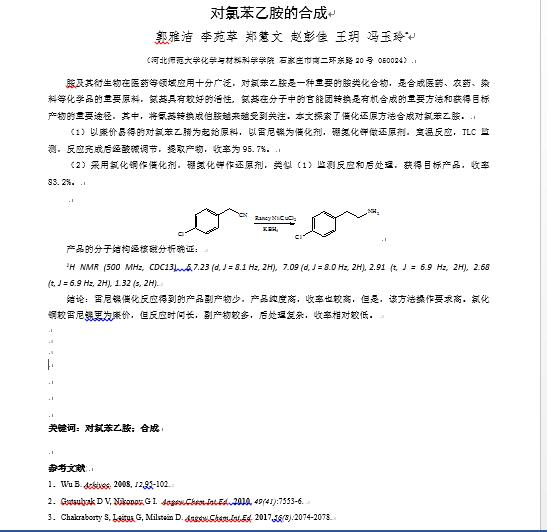 对氯苯乙胺的合成
郭雅洁 李苑苹 郑慧文 赵彭佳 王玥 冯玉玲*
（河北师范大学化学与材料科学学院 石家庄市南二环东路 20 号 050024）
胺及其衍生物在医药等领域应用十分广泛，对氯苯乙胺是一种重要的胺类化合物，是合成医药、农药、染
料等化学品的重要原料，氨基具有较好的活性，氨基在分子中的官能团转换是有机合成的重要方法和获得目标
产物的重要途径，其中，将氰基转换成伯胺越来越受到关注。本文探索了催化还原方法合成对氯苯乙胺。
（1）以廉价易得的对氯苯乙腈为起始原料，以雷尼镍为催化剂，硼氢化钾做还原剂，室温反应，TLC 监
测，反应完成后经酸碱调节，提取产物，收率为 95.7%。
（2）采用氯化铜作催化剂，硼氢化钾作还原剂，类似（1）监测反应和后处理，获得目标产品，收率
83.2%。
CN
Raney Ni/CuCl2
KBH4
NH2
Cl
Cl
产品的分子结构经核磁分析确证：
1H NMR (500 MHz, CDCl3), δ 7.23 (d, J = 8.1 Hz, 2H), 7.09 (d, J = 8.0 Hz, 2H), 2.91 (t, J = 6.9 Hz, 2H), 2.68
(t, J = 6.9 Hz, 2H), 1.32 (s, 2H).
结论：雷尼镍催化反应得到的产品副产物少，产品纯度高，收率也较高，但是，该方法操作要求高。氯化
铜较雷尼镍更为廉价，但反应时间长，副产物较多，后处理复杂，收率相对较低。
关键词：对氯苯乙胺；合成
参考文献
1. Wu B. Arkivoc. 2008, 12,95-102.
2. Gutsulyak D V, Nikonov G I. Angew.Chem.Int.Ed. 2010, 49(41):7553-6.
3. Chakraborty S, Leitus G, Milstein D. Angew.Chem.Int.Ed. 2017,56(8):2074-2078.